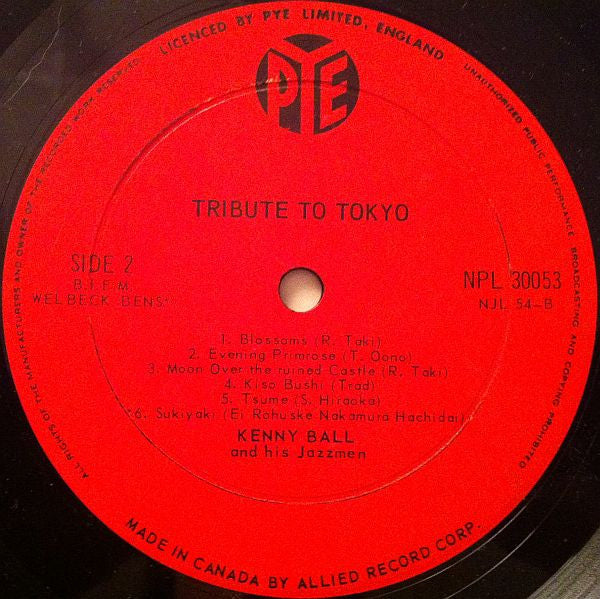 LICENCED BY PYE LIMITED, ENGLAND
UNAUTHORIZED PUBLIC PERFORMANCE BROADCASTING AND COPYING PROHIBITED
ALL RIGHTS OF THE MANUFACTURERS AND OWNER OF THE RECORDED WORK RESERVED
PYE
TRIBUTE TO TOKYO
SIDE 2
B.I.E.M.
WELBECK BENS
NPL 30053
NJL 54-B
1. Blossoms (R. Taki)
2. Evening Primrose (T. Oono)
3. Moon Over the ruined Castle (R. Taki)
4. Kiso Bushi (Trad)
5. Tsume (S. Hiraoka)
6. Sukiyaki (Ei Rohuske Nakamura Hachidai)
KENNY BALL
and his Jazzmen
MADE IN CANADA BY ALLIED RECORD CORP.